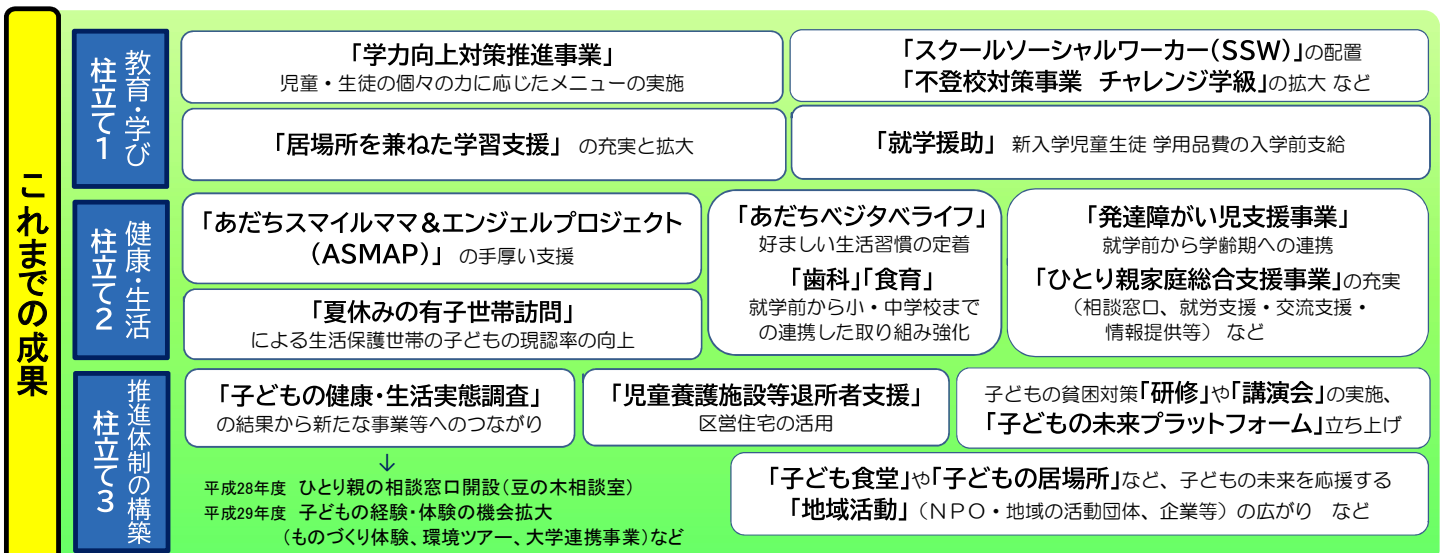 これまでの成果
柱立て1
教育・学び
「学力向上対策推進事業」
児童・生徒の個々の力に応じたメニューの実施
「スクールソーシャルワーカー(SSW)」の配置
「不登校対策事業　チャレンジ学級」の拡大 など
「居場所を兼ねた学習支援」 の充実と拡大
「就学援助」 新入学児童生徒 学用品費の入学前支給
柱立て2
健康・生活
「あだちスマイルママ&エンジェルプロジェクト
(ASMAP)」 の手厚い支援
「夏休みの有子世帯訪問」
による生活保護世帯の子どもの現認率の向上
「あだちベジタベライフ」
好ましい生活習慣の定着
「歯科」「食育」
就学前から小・中学校まで
の連携した取り組み強化
「発達障がい児支援事業」
就学前から学齢期への連携
「ひとり親家庭総合支援事業」の充実
(相談窓口、就労支援・交流支援・
情報提供等) など
柱立て3
推進体制の構築
「子どもの健康・生活実態調査」
の結果から新たな事業等へのつながり
↓
平成28年度 ひとり親の相談窓口開設(豆の木相談室)
平成29年度 子どもの経験・体験の機会拡大
(ものづくり体験、環境ツアー、大学連携事業)など
「児童養護施設等退所者支援」
区営住宅の活用
子どもの貧困対策「研修」や「講演会」の実施、
「子どもの未来プラットフォーム」立ち上げ
「子ども食堂」や「子どもの居場所」など、子どもの未来を応援する
「地域活動」(NPO・地域の活動団体、企業等)の広がり　など